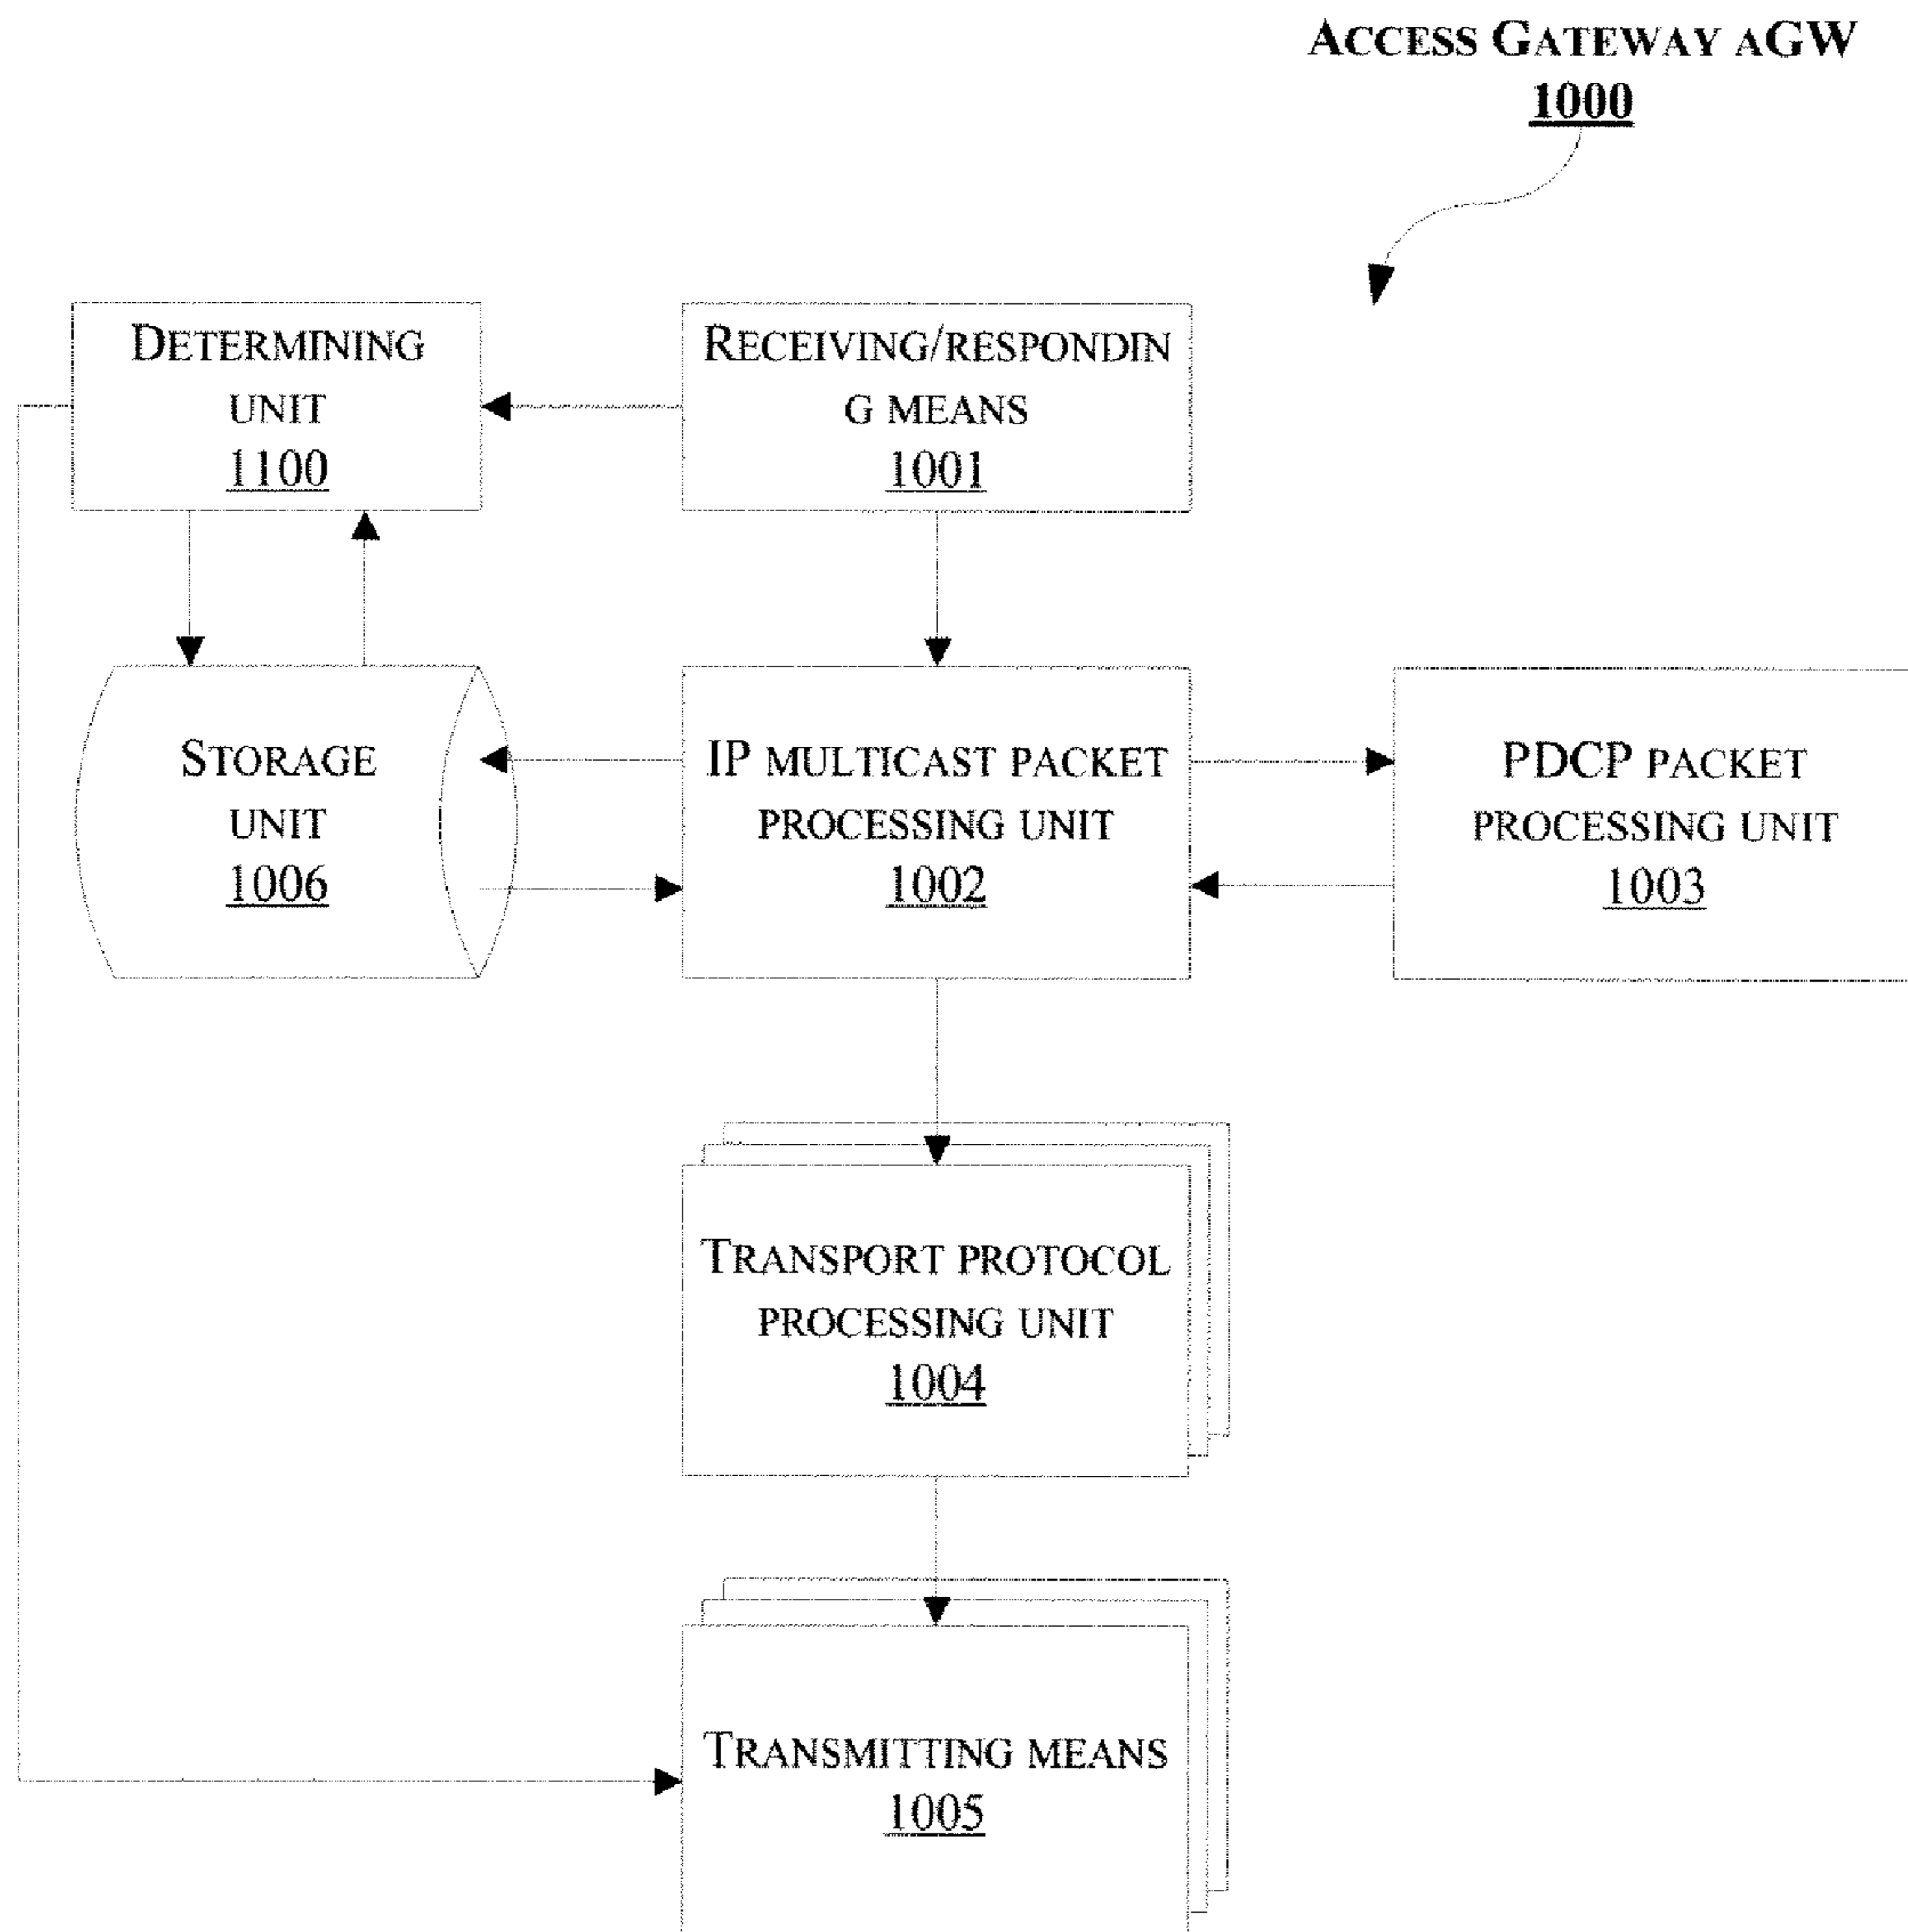 ACCESS GATEWAY AGW
1000
DETERMINING
UNIT
1100
RECEIVING/RESPONDIN
G MEANS
1001
STORAGE
UNIT
1006
IP MULTICAST PACKET
PROCESSING UNIT
1002
PDCP PACKET
PROCESSING UNIT
1003
TRANSPORT PROTOCOL
PROCESSING UNIT
1004
TRANSMITTING MEANS
1005